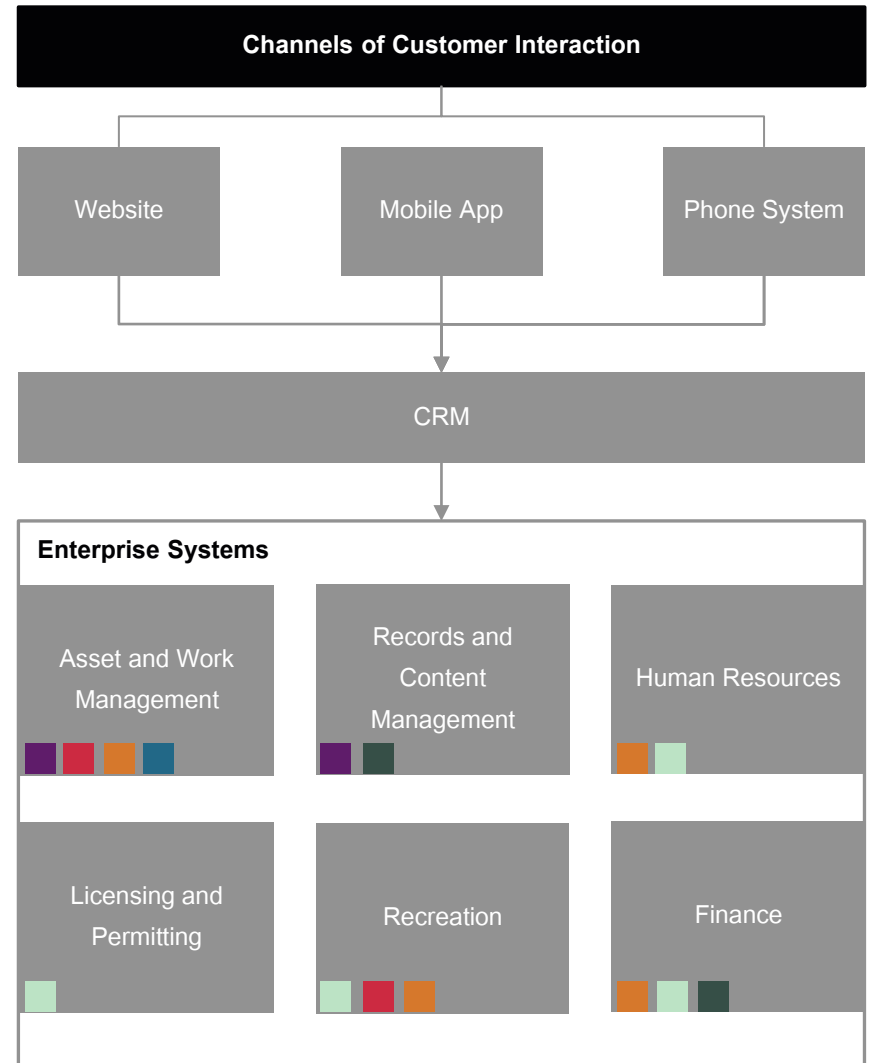 Channels of Customer Interaction
Website
Mobile App
Phone System
CRM
Enterprise Systems
Asset and Work
Management
Records and
Content
Management
Human Resources
Licensing and
Permitting
Recreation
Finance